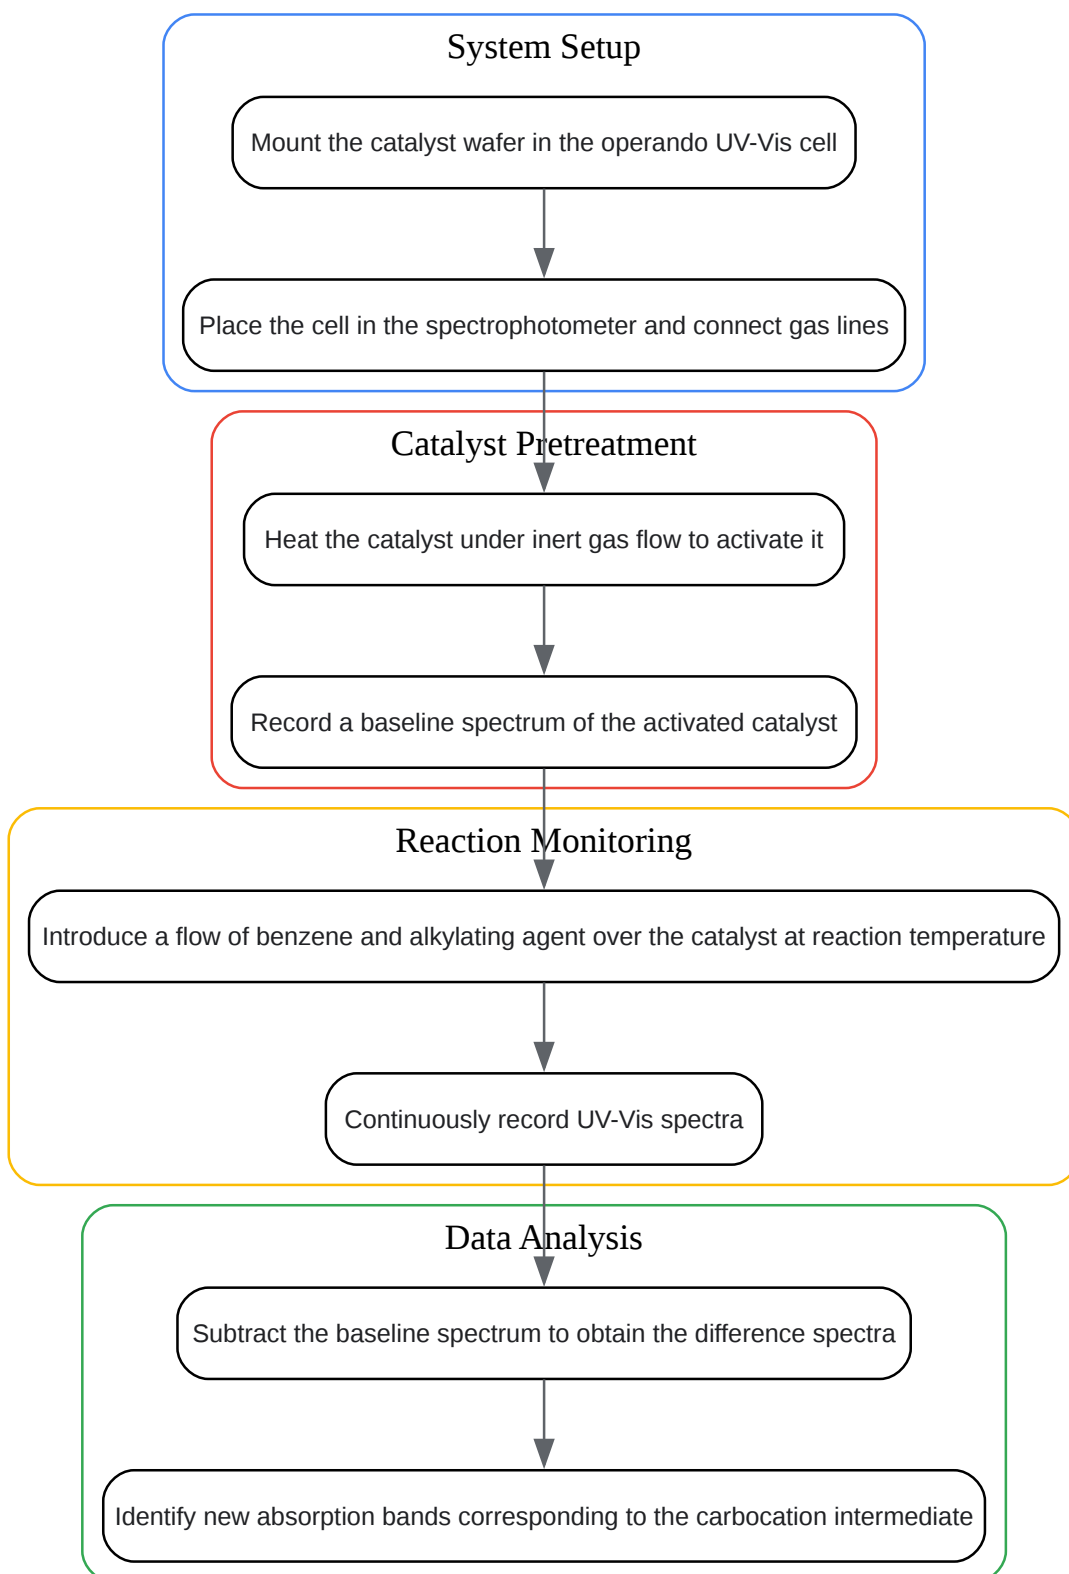 System Setup
Mount the catalyst wafer in the operando UV-Vis cell
Place the cell in the spectrophotometer and connect gas lines
Catalyst Pretreatment
Heat the catalyst under inert gas flow to activate it
Record a baseline spectrum of the activated catalyst
Reaction Monitoring
Introduce a flow of benzene and alkylating agent over the catalyst at reaction temperature
Continuously record UV-Vis spectra
Data Analysis
Subtract the baseline spectrum to obtain the difference spectra
Identify new absorption bands corresponding to the carbocation intermediate